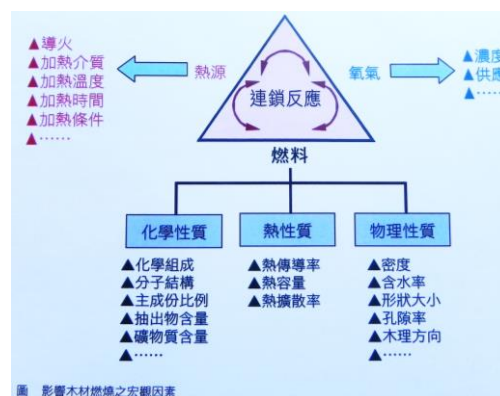 ▲導火
▲加熱介質
▲加熱溫度
▲加熱時間
▲加熱條件
▲……
熱源
連鎖反應
氧氣
▲濃度
▲供應
▲……
燃料
化學性質
▲化學組成
▲分子結構
▲主成份比例
▲抽出物含量
▲礦物質含量
▲……
熱性質
▲熱傳導率
▲熱容量
▲熱擴散率
物理性質
▲密度
▲含水率
▲形狀大小
▲孔隙率
▲木理方向
▲……
圖 影響木材燃燒之宏觀因素